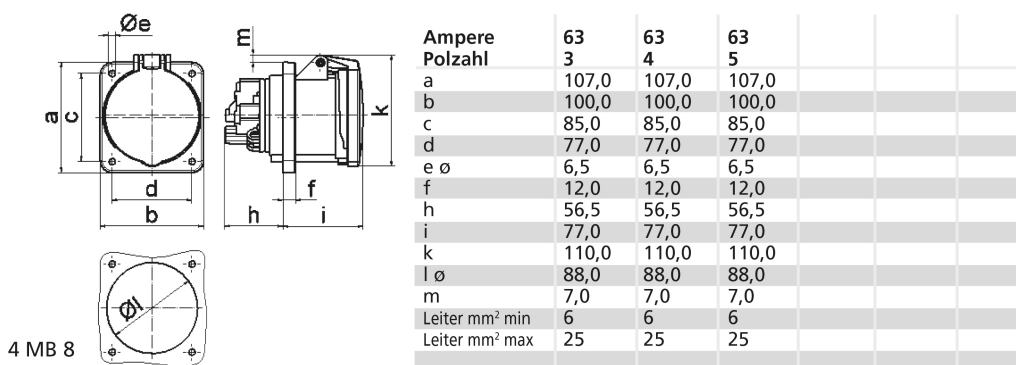 Øe
m
a
c
k
d
f
b
h
i
Øl
4 MB 8
Ampere 63 63 63
Polzahl 3 4 5
a 107,0 107,0 107,0
b 100,0 100,0 100,0
c 85,0 85,0 85,0
d 77,0 77,0 77,0
e ø 6,5 6,5 6,5
f 12,0 12,0 12,0
h 56,5 56,5 56,5
i 77,0 77,0 77,0
k 110,0 110,0 110,0
l ø 88,0 88,0 88,0
m 7,0 7,0 7,0
Leiter mm² min 6 6 6
Leiter mm² max 25 25 25